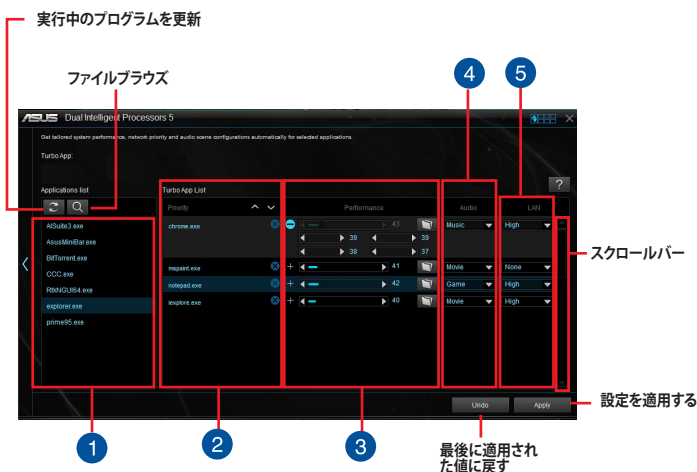 実行中のプログラムを更新
ファイルブラウズ
4
5
ASUS Dual Intelligent Processors 5
Get tailored system performance, network priority and audio scene configurations automatically for selected applications.
Turbo App:
?
Applications list
Turbo App List
Priority
Performance
Audio
LAN
AISuite3.exe
AsusMiniBar.exe
BitTorrent.exe
CCC.exe
RtkNGUI64.exe
explorer.exe
prime95.exe
chrome.exe
43
Music
High
39
39
38
37
mspaint.exe
41
Movie
None
notepad.exe
42
Game
High
iexplore.exe
40
Movie
High
スクロールバー
Undo
Apply
設定を適用する
1
2
3
最後に適用され
た値に戻す